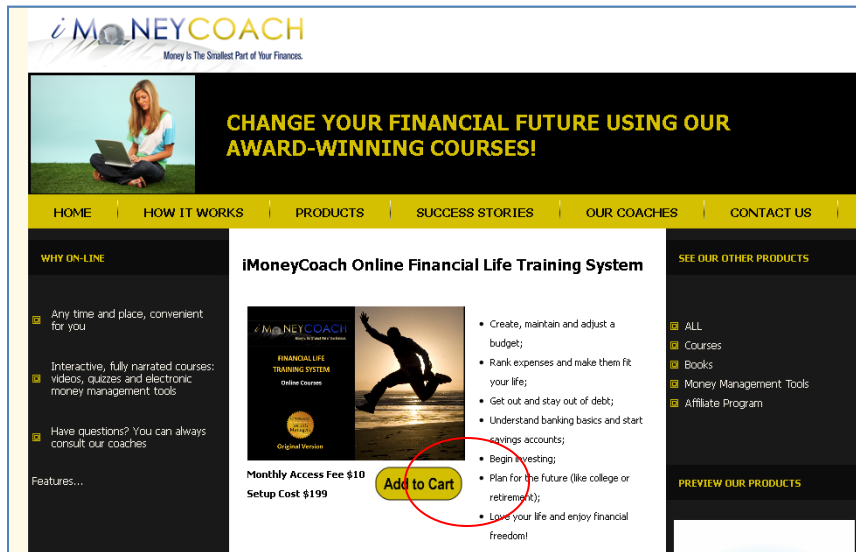 i MONEYCOACH
Money Is The Smallest Part of Your Finances.
CHANGE YOUR FINANCIAL FUTURE USING OUR
AWARD-WINNING COURSES!
HOME
HOW IT WORKS
PRODUCTS
SUCCESS STORIES
OUR COACHES
CONTACT US
WHY ON-LINE
Any time and place, convenient
for you
Interactive, fully narrated courses:
videos, quizzes and electronic
money management tools
Have questions? You can always
consult our coaches
Features...
iMoneyCoach Online Financial Life Training System
i MONEYCOACH
FINANCIAL LIFE
TRAINING SYSTEM
Online Courses
Original Version
Monthly Access Fee $10
Setup Cost $199
Add to Cart
Create, maintain and adjust a
budget;
Rank expenses and make them fit
your life;
Get out and stay out of debt;
Understand banking basics and start
savings accounts;
Begin investing;
Plan for the future (like college or
retirement);
Love your life and enjoy financial
freedom!
SEE OUR OTHER PRODUCTS
ALL
Courses
Books
Money Management Tools
Affiliate Program
PREVIEW OUR PRODUCTS